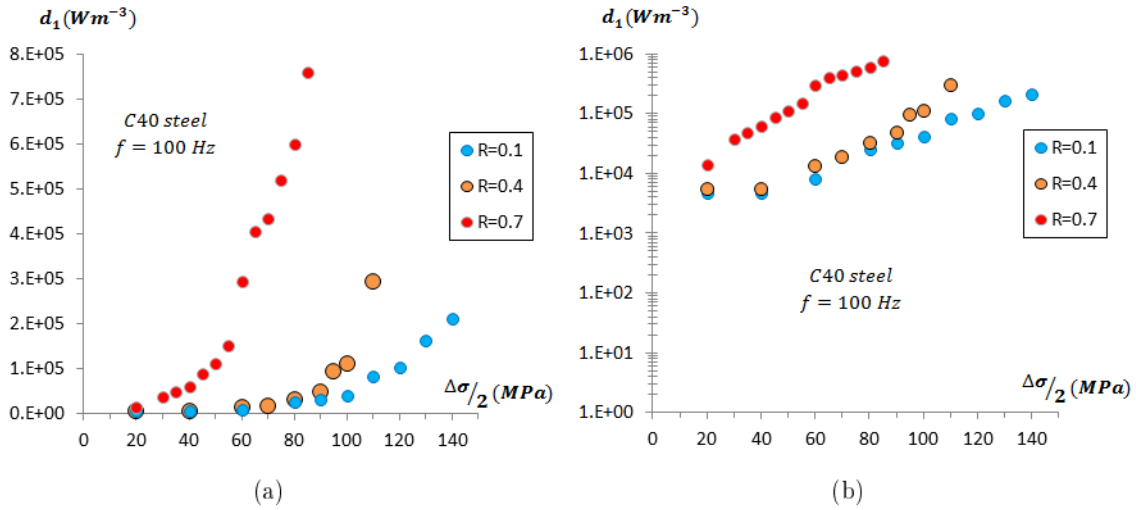 d₁(Wm⁻³)
8.E+05
7.E+05
6.E+05
5.E+05
4.E+05
3.E+05
2.E+05
1.E+05
0.E+00
C40 steel
f = 100 Hz
R=0.1
R=0.4
R=0.7
Δσ/2 (MPa)
0 20 40 60 80 100 120 140
(a)
d₁(Wm⁻³)
1.E+06
1.E+05
1.E+04
1.E+03
1.E+02
1.E+01
1.E+00
R=0.1
R=0.4
R=0.7
C40 steel
f = 100 Hz
Δσ/2 (MPa)
0 20 40 60 80 100 120 140
(b)